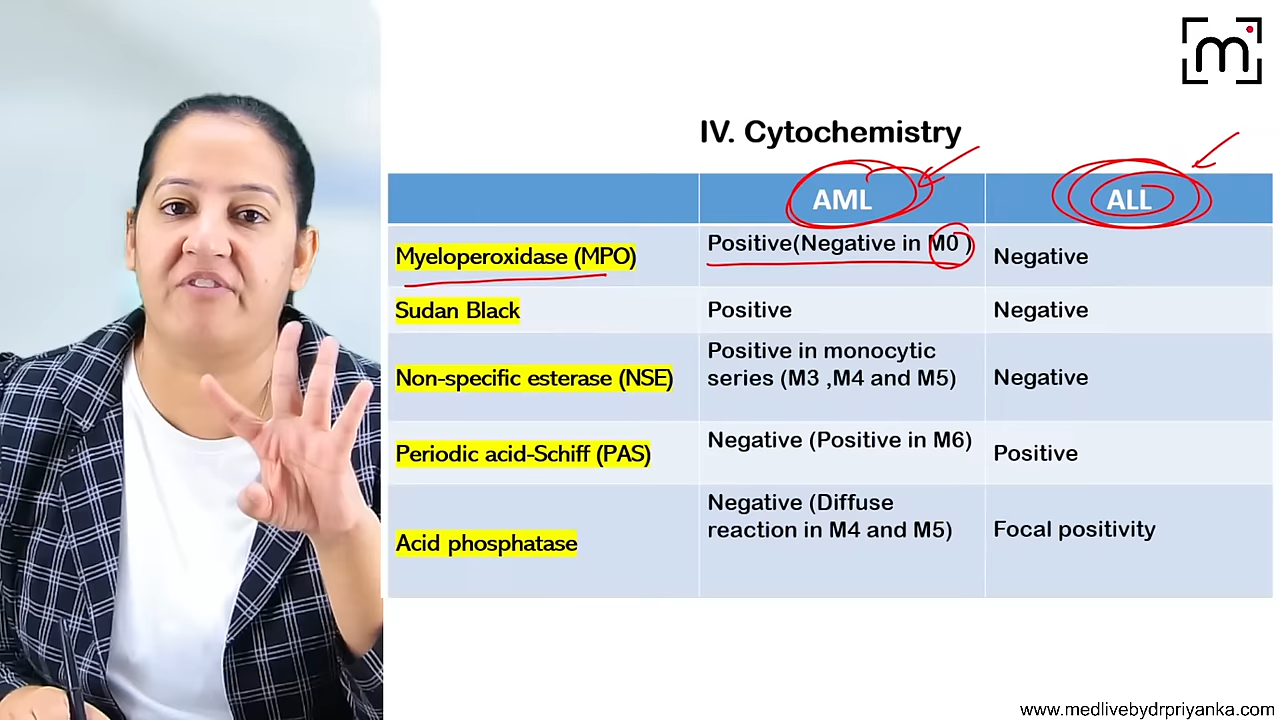 m
IV. Cytochemistry
AML
ALL
Myeloperoxidase (MPO)
Positive(Negative in M0 )
Negative
Sudan Black
Positive
Negative
Non-specific esterase (NSE)
Positive in monocytic
series (M3 ,M4 and M5)
Negative
Periodic acid-Schiff (PAS)
Negative (Positive in M6)
Positive
Acid phosphatase
Negative (Diffuse
reaction in M4 and M5)
Focal positivity
www.medlivebydrpriyanka.com